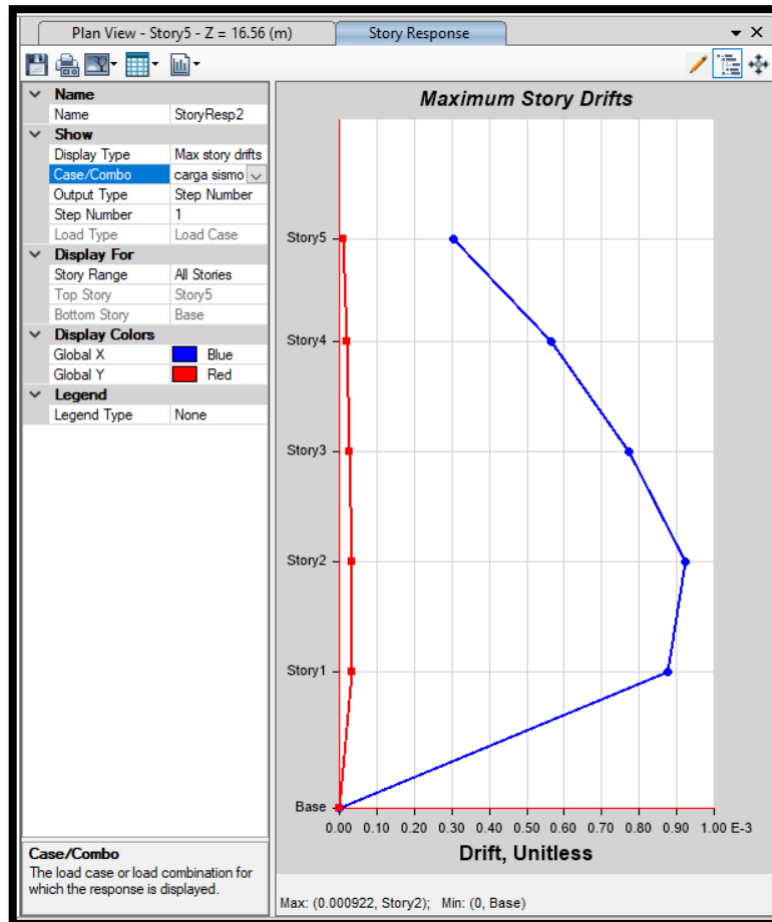 Plan View - Story5 - Z = 16.56 (m)
Story Response
Name
Name StoryResp2
Show
Display Type Max story drifts
Case/Combo carga sismo
Output Type Step Number
Step Number 1
Load Type Load Case
Display For
Story Range All Stories
Top Story Story5
Bottom Story Base
Display Colors
Global X Blue
Global Y Red
Legend
Legend Type None
Case/Combo
The load case or load combination for
which the response is displayed.
Maximum Story Drifts
Story5
Story4
Story3
Story2
Story1
Base
0.00 0.10 0.20 0.30 0.40 0.50 0.60 0.70 0.80 0.90 1.00 E-3
Drift, Unitless
Max: (0.000922, Story2); Min: (0, Base)